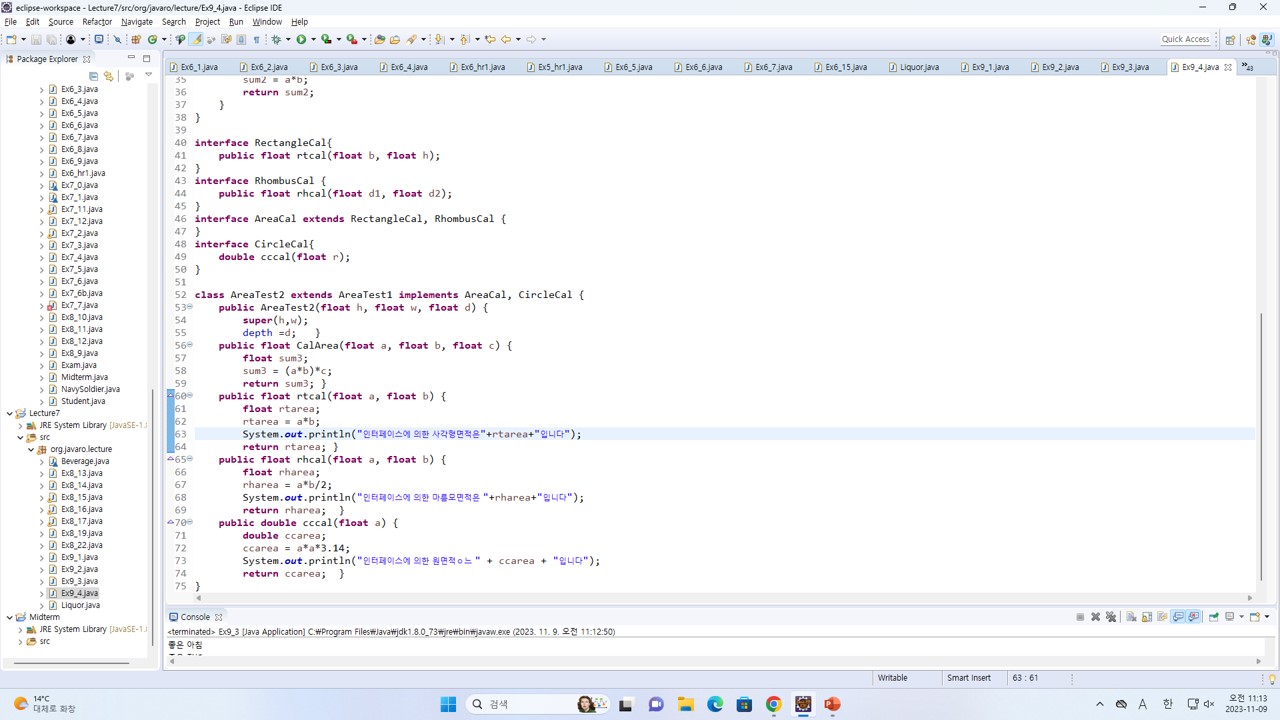 eclipse-workspace - Lecture7/src/org/javaro/lecture/Ex9_4.java - Eclipse IDE
File Edit Source Refactor Navigate Search Project Run Window Help
Quick Access
Package Explorer
Ex6_1.java Ex6_2.java Ex6_3.java Ex6_4.java Ex6_hr1.java Ex5_hr1.java Ex6_5.java Ex6_6.java Ex6_7.java Ex6_15.java Liquor.java Ex9_1.java Ex9_2.java Ex9_3.java Ex9_4.java »43
Ex6_3.java
Ex6_4.java
Ex6_5.java
Ex6_6.java
Ex6_7.java
Ex6_8.java
Ex6_9.java
Ex6_hr1.java
Ex7_0.java
Ex7_1.java
Ex7_11.java
Ex7_12.java
Ex7_2.java
Ex7_3.java
Ex7_4.java
Ex7_5.java
Ex7_6.java
Ex7_6b.java
Ex7_7.java
Ex8_10.java
Ex8_11.java
Ex8_12.java
Ex8_9.java
Exam.java
Midterm.java
NavySoldier.java
Student.java
Lecture7
JRE System Library [JavaSE-1.
src
org.javaro.lecture
Beverage.java
Ex8_13.java
Ex8_14.java
Ex8_15.java
Ex8_16.java
Ex8_17.java
Ex8_19.java
Ex8_22.java
Ex9_1.java
Ex9_2.java
Ex9_3.java
Ex9_4.java
Liquor.java
Midterm
JRE System Library [JavaSE-1.
src
35 sum2 = a*b;
36 return sum2;
37 }
38 }
39
40 interface RectangleCal{
41 public float rtcal(float b, float h);
42 }
43 interface RhombusCal {
44 public float rhcal(float d1, float d2);
45 }
46 interface AreaCal extends RectangleCal, RhombusCal {
47 }
48 interface CircleCal{
49 double cccal(float r);
50 }
51
52 class AreaTest2 extends AreaTest1 implements AreaCal, CircleCal {
53 public AreaTest2(float h, float w, float d) {
54 super(h,w);
55 depth =d; }
56 public float CalArea(float a, float b, float c) {
57 float sum3;
58 sum3 = (a*b)*c;
59 return sum3; }
60 public float rtcal(float a, float b) {
61 float rtarea;
62 rtarea = a*b;
63 System.out.println("인터페이스에 의한 사각형면적은"+rtarea+"입니다");
64 return rtarea; }
65 public float rhcal(float a, float b) {
66 float rharea;
67 rharea = a*b/2;
68 System.out.println("인터페이스에 의한 마름모면적은 "+rharea+"입니다");
69 return rharea; }
70 public double cccal(float a) {
71 double ccarea;
72 ccarea = a*a*3.14;
73 System.out.println("인터페이스에 의한 원면적ㅇ느 " + ccarea + "입니다");
74 return ccarea; }
75 }
Console
<terminated> Ex9_3 [Java Application] C:₩Program Files₩Java₩jdk1.8.0_73₩jre₩bin₩javaw.exe (2023. 11. 9. 오전 11:12:50)
좋은 아침
Writable Smart Insert 63 : 61
14°C
대체로 화창
검색
A 한
오전 11:13
2023-11-09